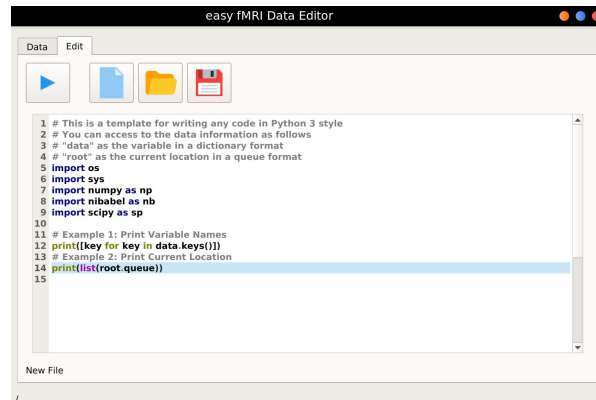 easy fMRI Data Editor
Data Edit
1 # This is a template for writing any code in Python 3 style
2 # You can access to the data information as follows
3 # "data" as the variable in a dictionary format
4 # "root" as the current location in a queue format
5 import os
6 import sys
7 import numpy as np
8 import nibabel as nb
9 import scipy as sp
10
11 # Example 1: Print Variable Names
12 print([key for key in data.keys()])
13 # Example 2: Print Current Location
14 print(list(root.queue))
15
New File
/